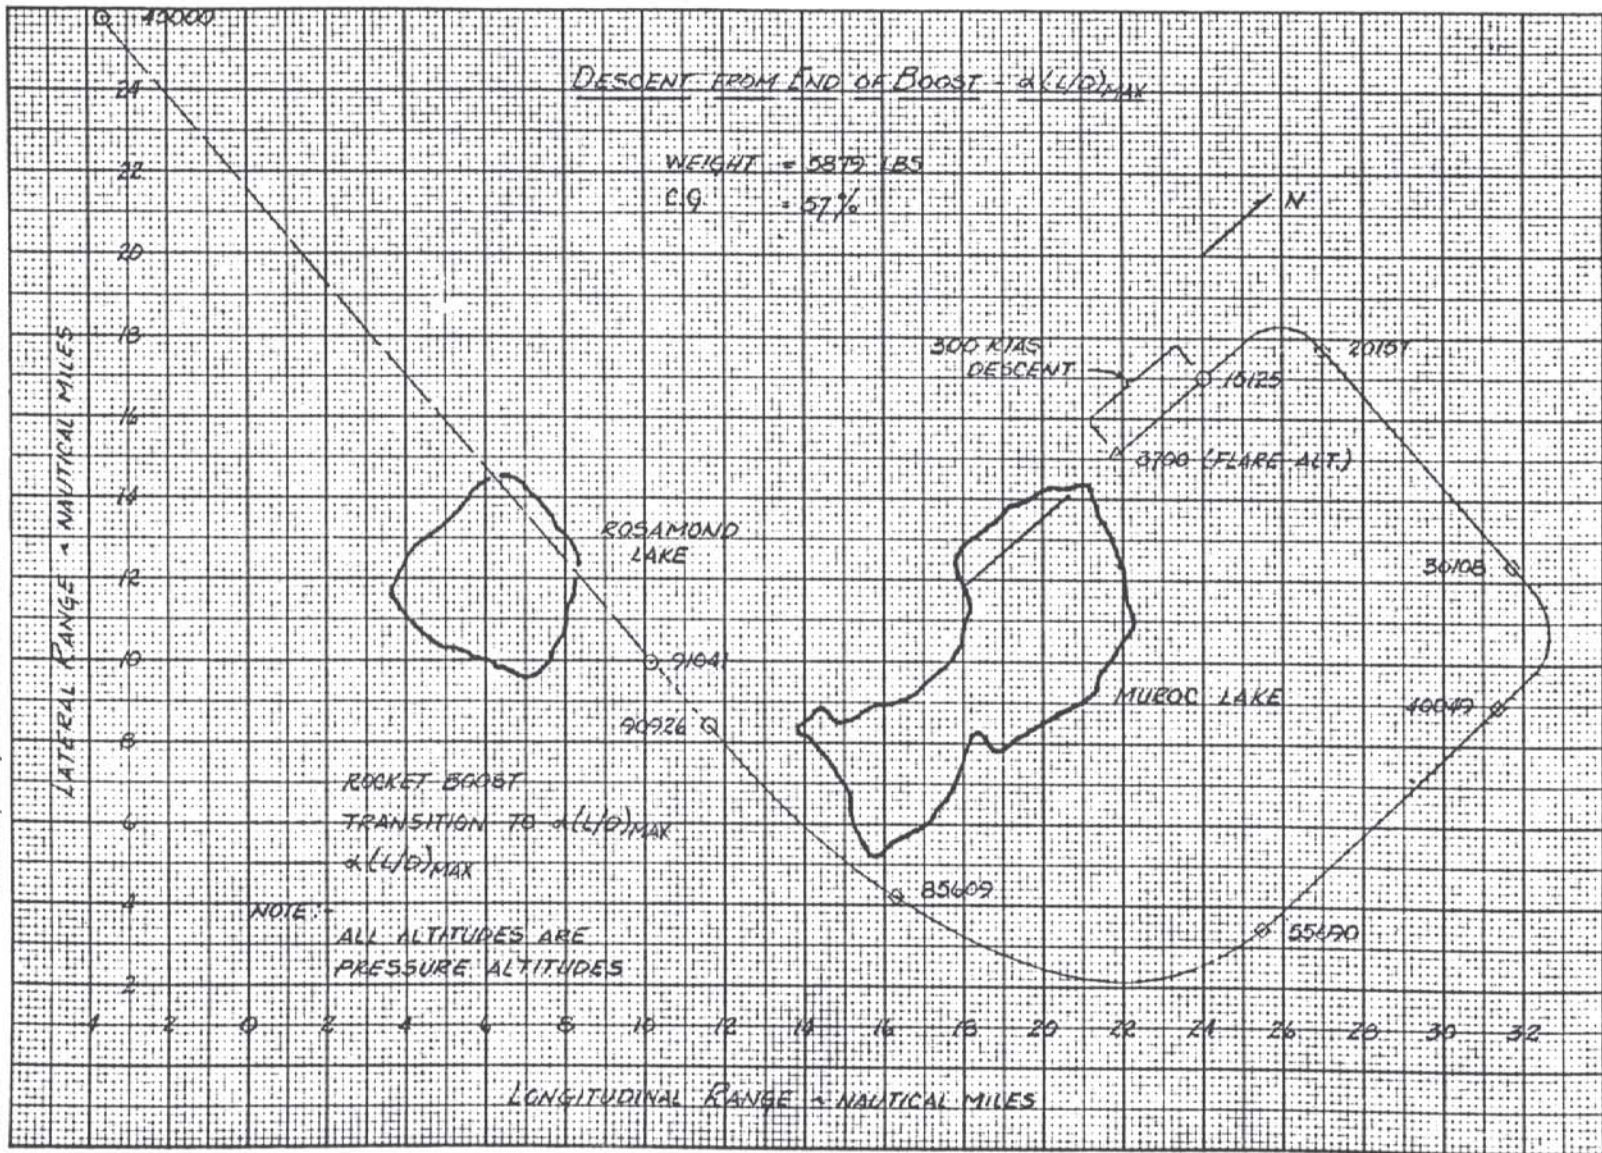 45000
24
DESCENT FROM END OF BOOST - α(L/D)MAX
22
WEIGHT = 5879 LBS
C.G. = 57%
N
20
18
300 KIAS
DESCENT
20157
15125
16
3700 (FLARE ALT.)
14
ROSAMOND
LAKE
12
30108
10
91041
MUROC LAKE
40049
90926
8
ROCKET BOOST
TRANSITION TO α(L/D)MAX
α(L/D)MAX
6
85609
4
NOTE:-
ALL ALTITUDES ARE
PRESSURE ALTITUDES
55690
2
LATERAL RANGE ~ NAUTICAL MILES
4 2 0 2 4 6 8 10 12 14 16 18 20 22 24 26 28 30 32
LONGITUDINAL RANGE ~ NAUTICAL MILES